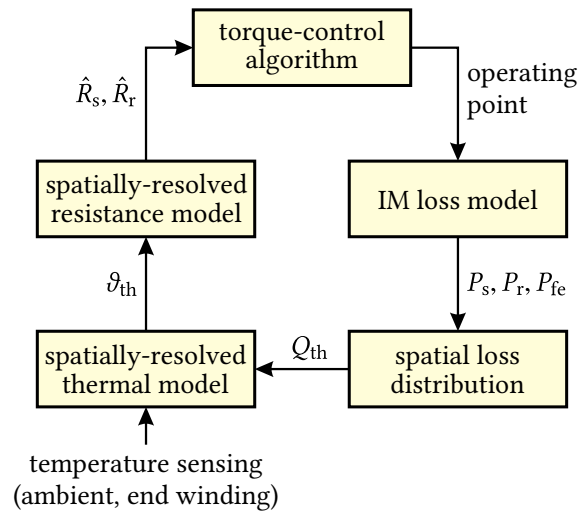 torque-control
algorithm
R̂s, R̂r
operating
point
spatially-resolved
resistance model
IM loss model
ϑth
Ps, Pr, Pfe
spatially-resolved
thermal model
Qth
spatial loss
distribution
temperature sensing
(ambient, end winding)